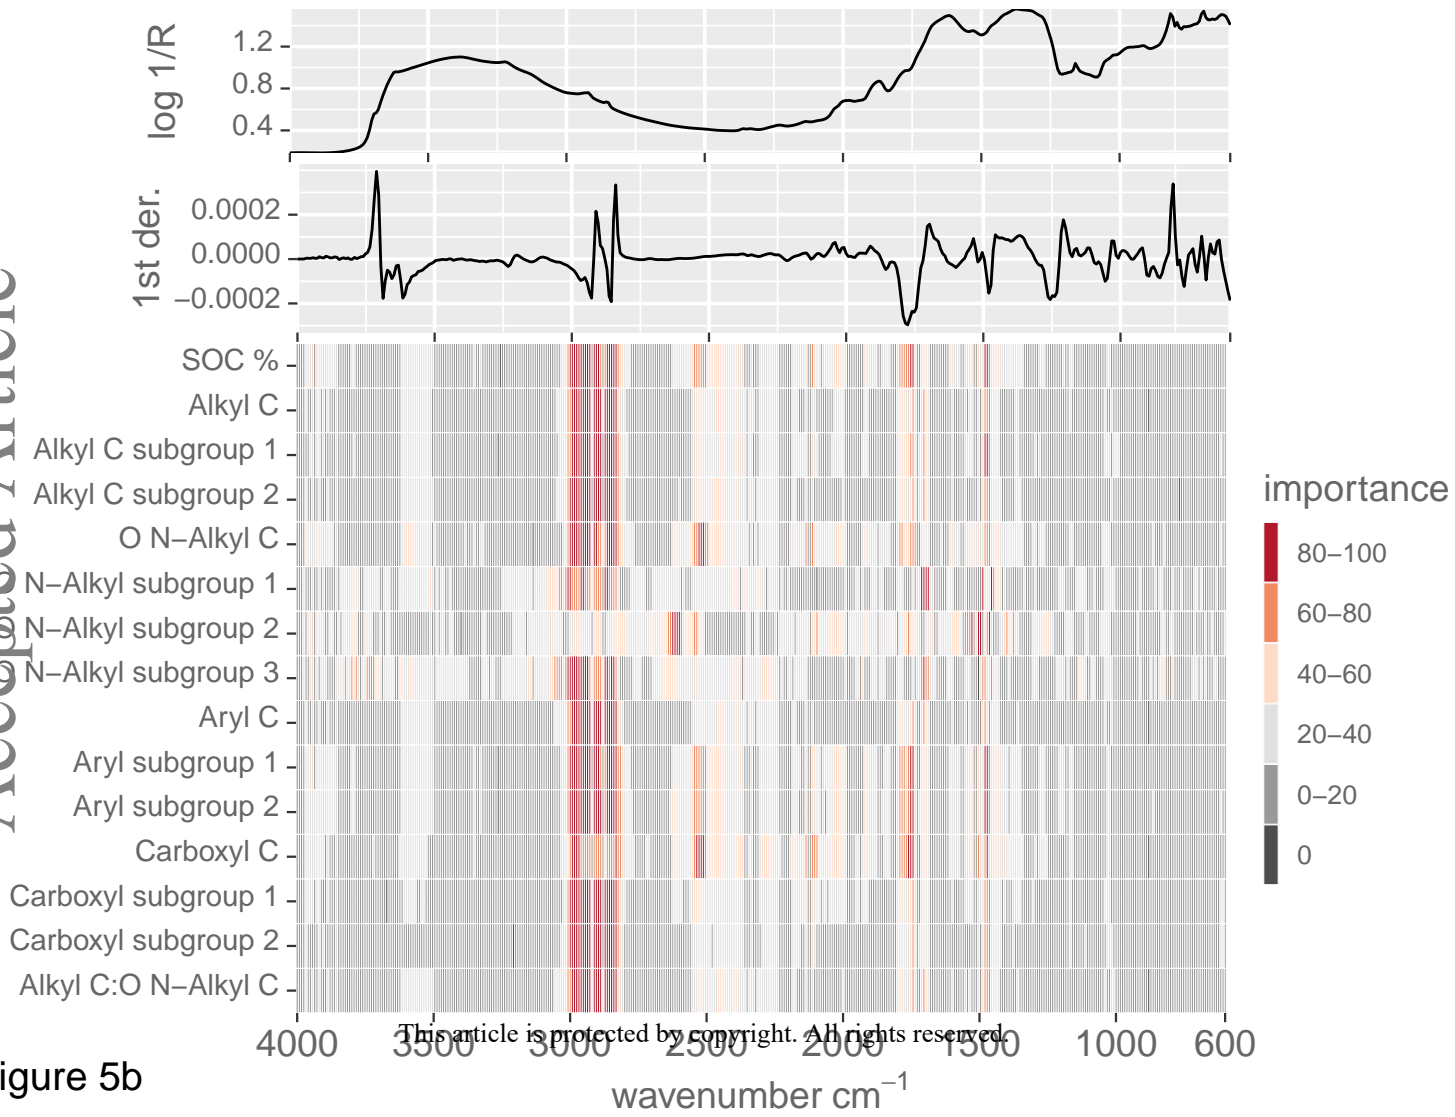 log 1/R
1.2
0.8
0.4
1st der.
0.0002
0.0000
−0.0002
Accepted Article
SOC %
Alkyl C
Alkyl C subgroup 1
Alkyl C subgroup 2
O N−Alkyl C
N−Alkyl subgroup 1
N−Alkyl subgroup 2
N−Alkyl subgroup 3
Aryl C
Aryl subgroup 1
Aryl subgroup 2
Carboxyl C
Carboxyl subgroup 1
Carboxyl subgroup 2
Alkyl C:O N−Alkyl C
importance
80−100
60−80
40−60
20−40
0−20
0
4000 3500 3000 2500 2000 1500 1000 600
This article is protected by copyright. All rights reserved.
wavenumber cm⁻¹
igure 5b